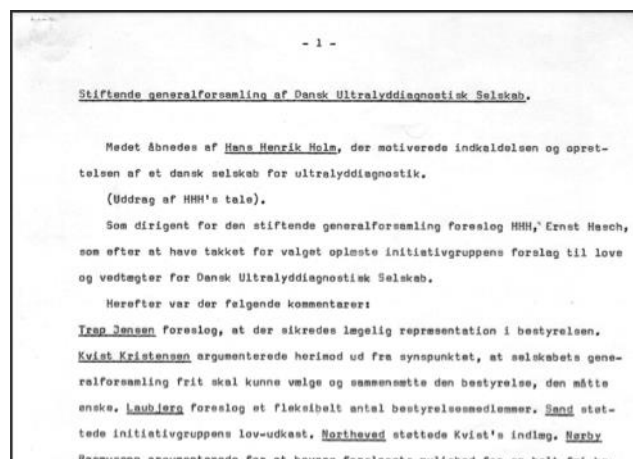 - 1 -
Stiftende generalforsamling af Dansk Ultralyddiagnostisk Selskab.
Mødet åbnedes af Hans Henrik Holm, der motiverede indkaldelsen og opret-
telsen af et dansk selskab for ultralyddiagnostik.
(Uddrag af HHH's tale).
Som dirigent for den stiftende generalforsamling foreslog HHH, Ernst Hasch,
som efter at have takket for valget oplæste initiativgruppens forslag til love
og vedtægter for Dansk Ultralyddiagnostisk Selskab.
Herefter var der følgende kommentarer:
Trap Jensen foreslog, at der sikredes lægelig repræsentation i bestyrelsen.
Kvist Kristensen argumenterede herimod ud fra synspunktet, at selskabets gene-
ralforsamling frit skal kunne vælge og sammensætte den bestyrelse, den måtte
ønske. Laubjerg foreslog et fleksibelt antal bestyrelsesmedlemmer. Sand støt-
tede initiativgruppens lov-udkast. Northeved støttede Kvist's indlæg. Nørby